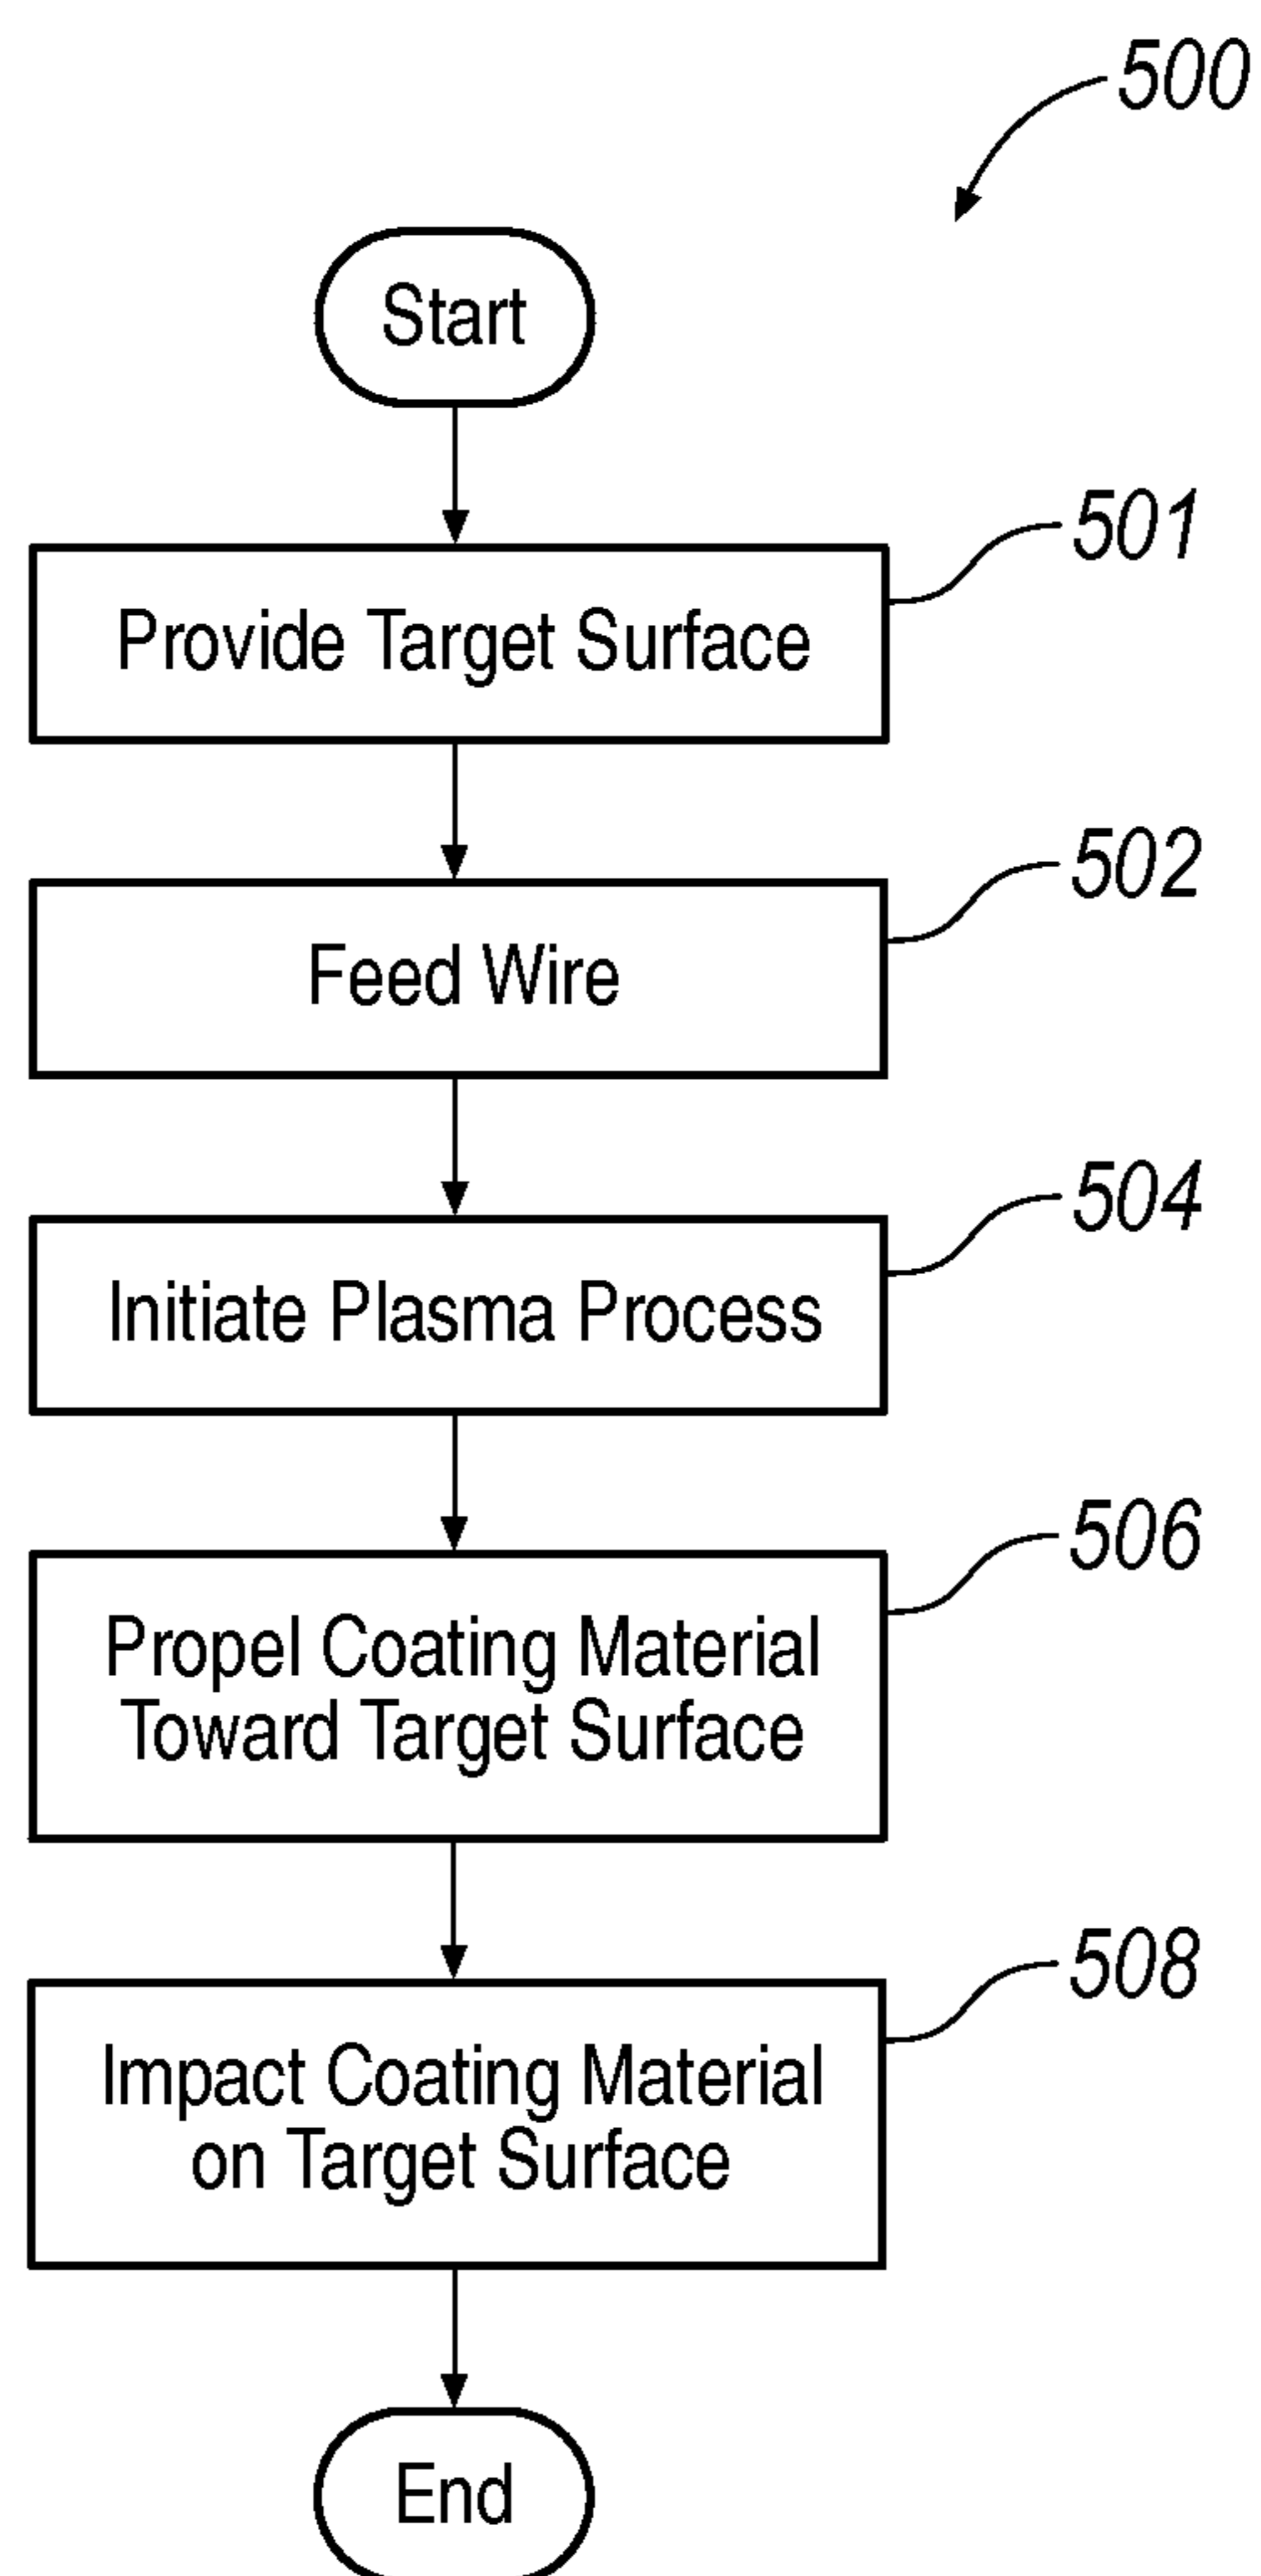 500
Start
501
Provide Target Surface
502
Feed Wire
504
Initiate Plasma Process
506
Propel Coating Material
Toward Target Surface
508
Impact Coating Material
on Target Surface
End